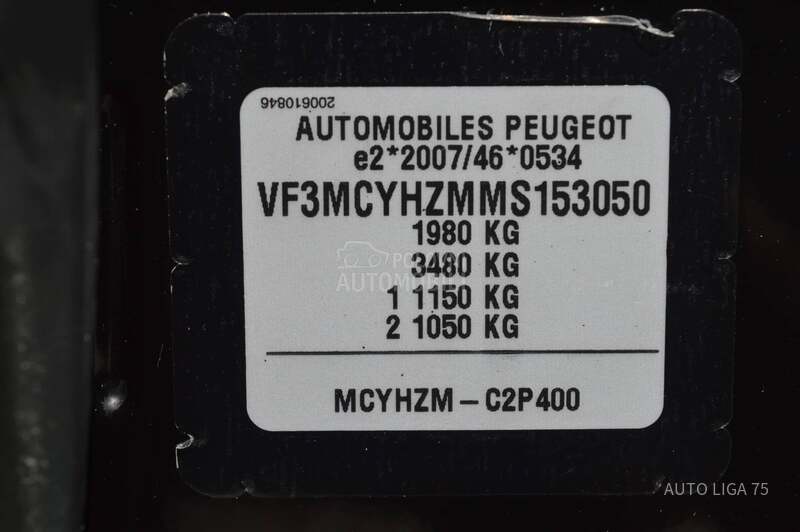 200610846
AUTOMOBILES PEUGEOT
e2*2007/46*0534
VF3MCYHZMMS153050
1980 KG
3480 KG
1 1150 KG
2 1050 KG
MCYHZM – C2P400
AUTO LIGA 75